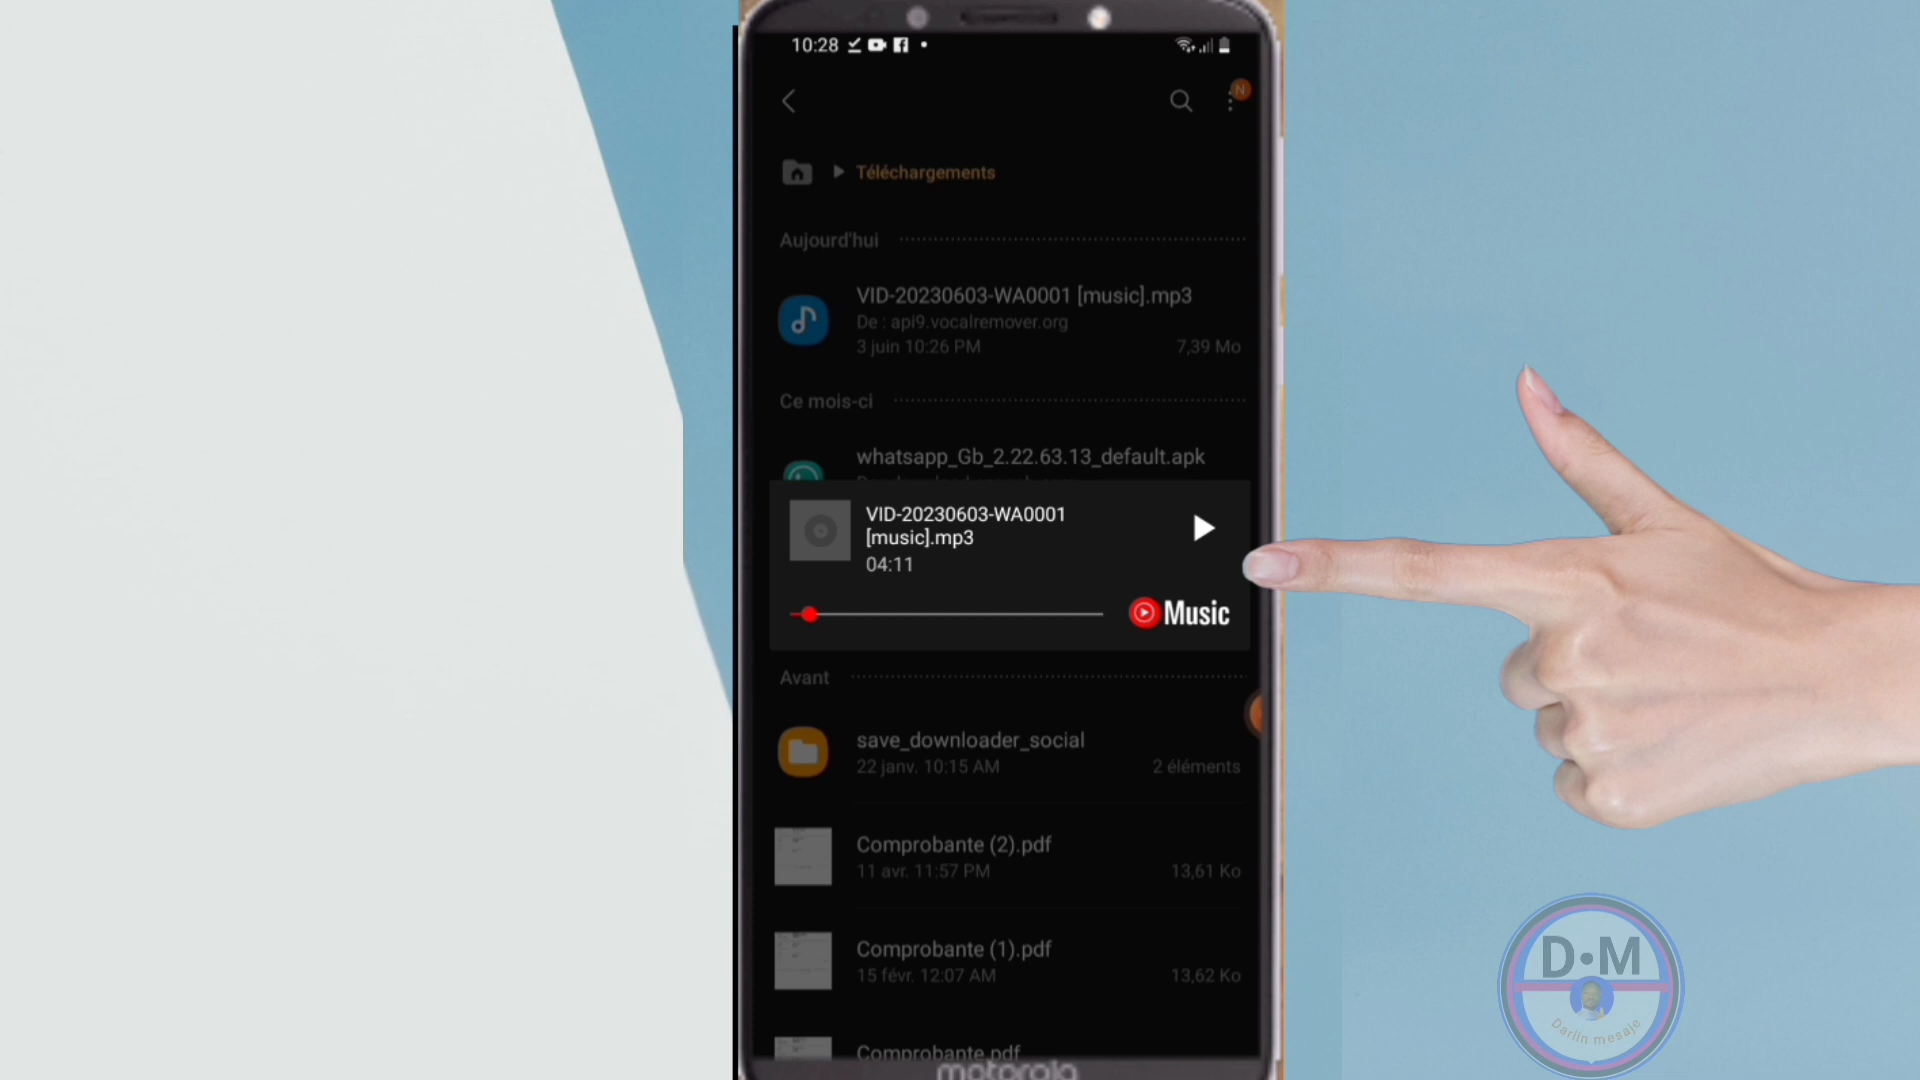 10:28
N
Téléchargements
Aujourd'hui
VID-20230603-WA0001 [music].mp3
De : api9.vocalremover.org
3 juin 10:26 PM 7,39 Mo
Ce mois-ci
whatsapp_Gb_2.22.63.13_default.apk
VID-20230603-WA0001
[music].mp3
04:11
Music
Avant
save_downloader_social
22 janv. 10:15 AM 2 éléments
Comprobante (2).pdf
11 avr. 11:57 PM 13,61 Ko
Comprobante (1).pdf
15 févr. 12:07 AM 13,62 Ko
Comprobante.pdf
motorola
D•M
Darlin mesaje